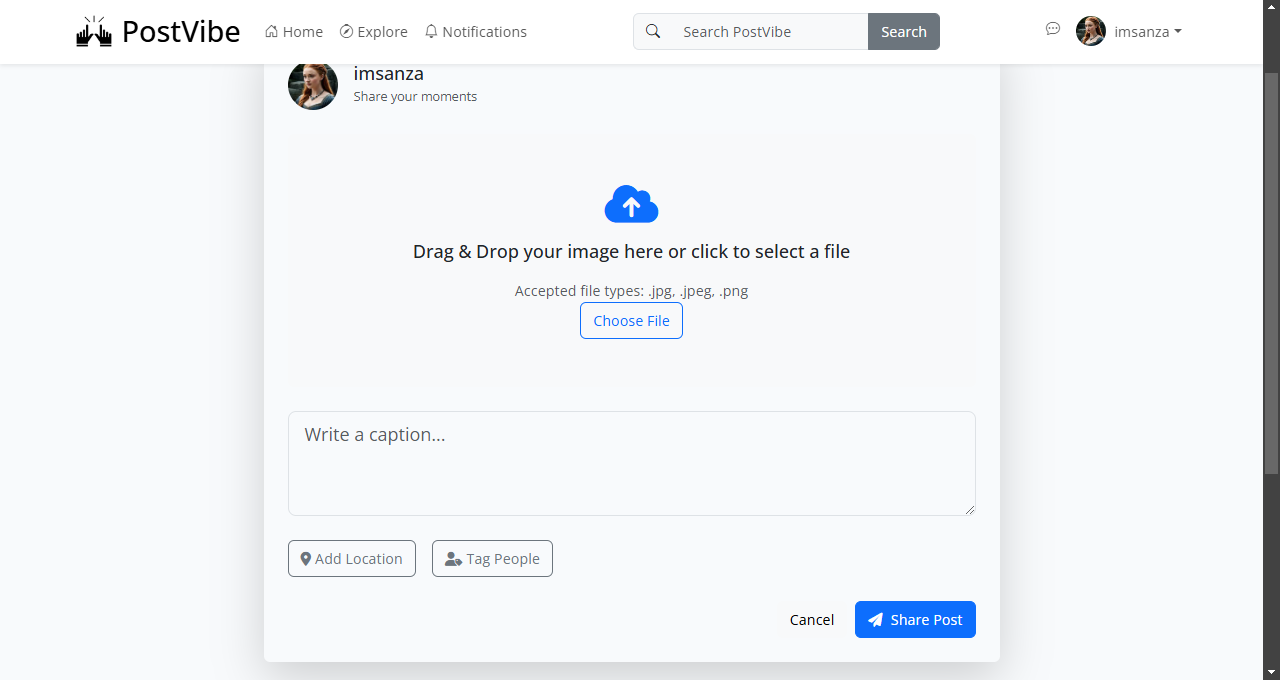 PostVibe Home Explore Notifications Search PostVibe Search imsanza
imsanza
Share your moments
Drag & Drop your image here or click to select a file
Accepted file types: .jpg, .jpeg, .png
Choose File
Write a caption...
Add Location Tag People
Cancel Share Post